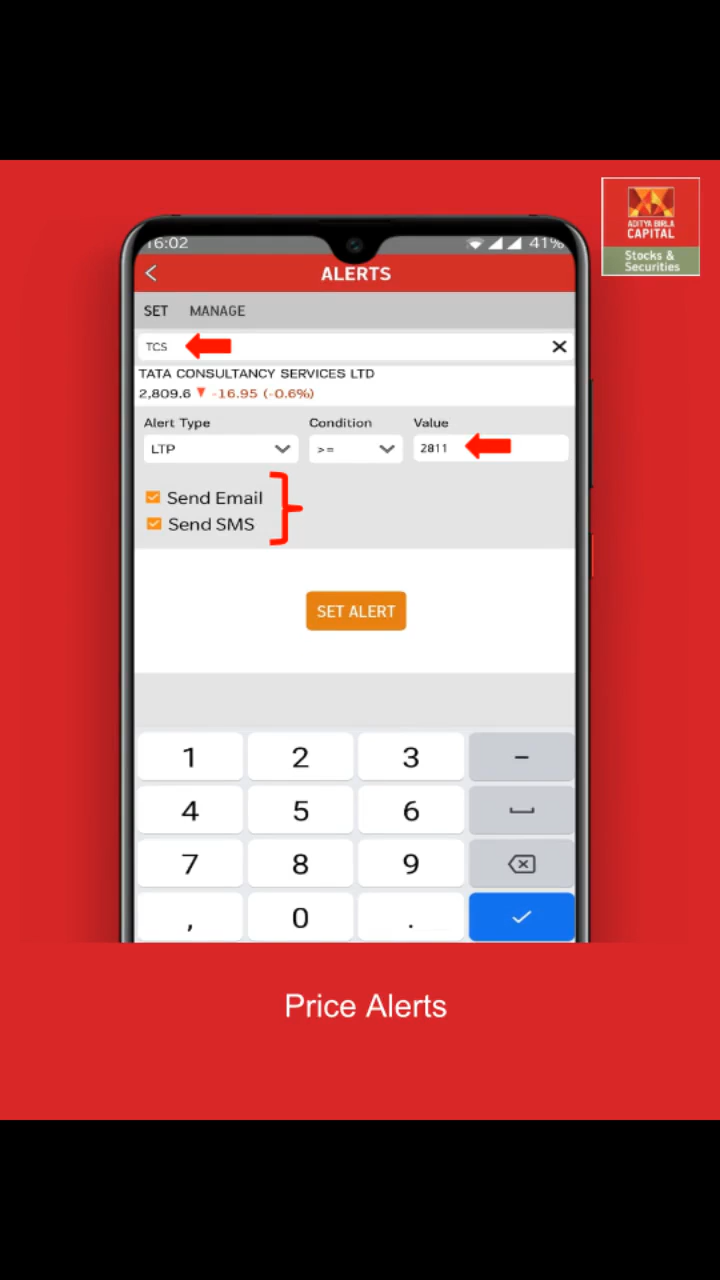 ADITYA BIRLA
CAPITAL
Stocks &
Securities
16:02 41%
ALERTS
SET MANAGE
TCS
TATA CONSULTANCY SERVICES LTD
2,809.6 ▼ -16.95 (-0.6%)
Alert Type Condition Value
LTP >= 2811
Send Email
Send SMS
SET ALERT
1 2 3 –
4 5 6
7 8 9
, 0 .
Price Alerts